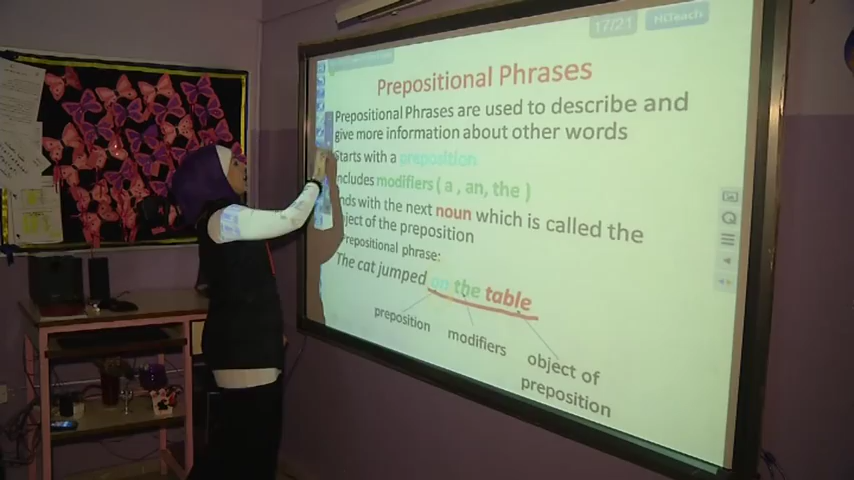 17/21
HiTeach
Prepositional Phrases
Prepositional Phrases are used to describe and
give more information about other words
Starts with a preposition
ncludes modifiers ( a , an, the )
nds with the next noun which is called the
ject of the preposition
repositional phrase:
The cat jumped on the table
preposition
modifiers
object of
preposition